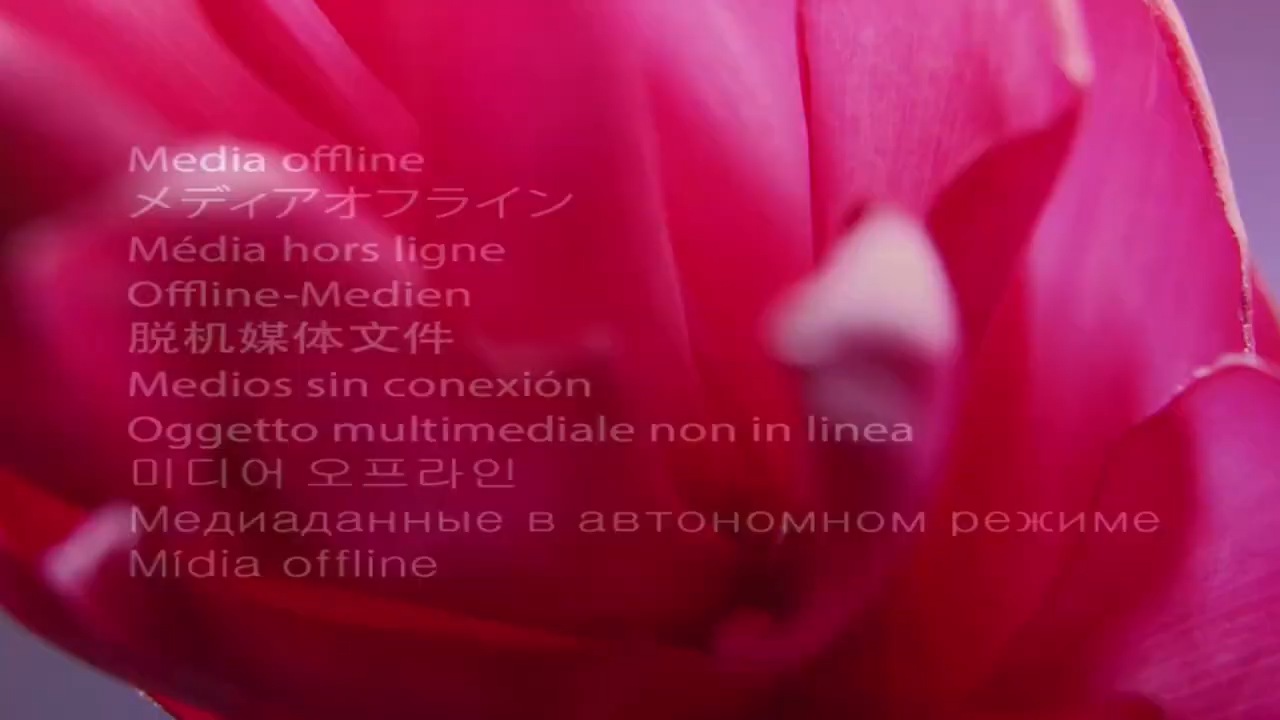 Media offline
メディアオフライン
Média hors ligne
Offline-Medien
脱机媒体文件
Medios sin conexión
Oggetto multimediale non in linea
미디어 오프라인
Медиаданные в автономном режиме
Mídia offline